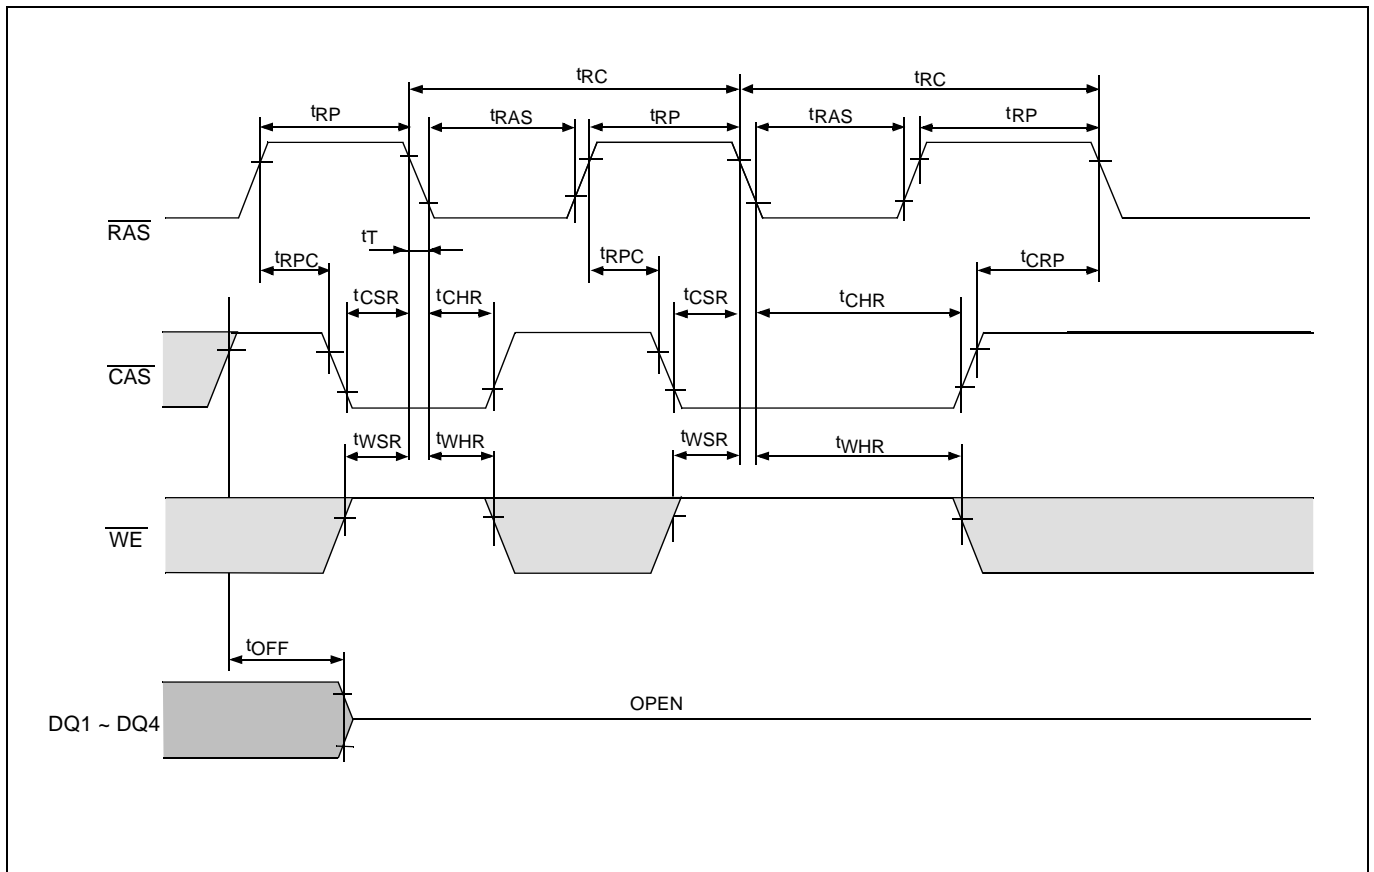 tRC tRC
tRP tRAS tRP tRAS tRP
RAS
tT
tRPC tRPC tCRP
tCSR tCHR tCSR tCHR
CAS
tWSR tWHR tWSR tWHR
WE
tOFF
OPEN
DQ1 ~ DQ4